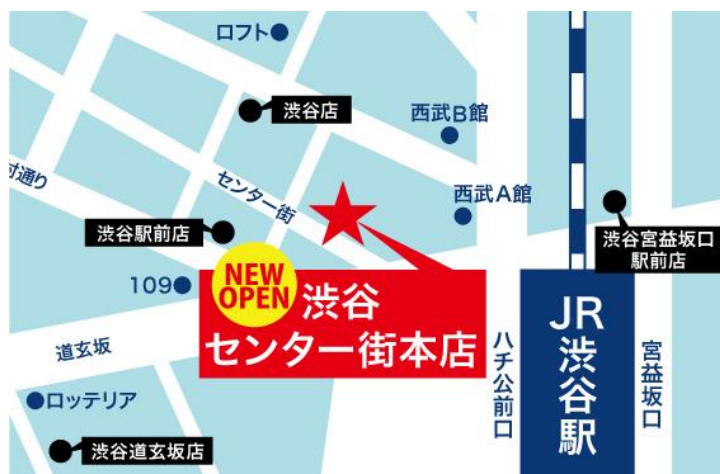 ロフト
渋谷店
西武B館
センター街
西武A館
村通り
渋谷駅前店
渋谷宮益坂口
駅前店
109
NEW
OPEN
渋谷
センター街本店
JR
渋谷駅
ハチ公前口
宮益坂口
道玄坂
ロッテリア
渋谷道玄坂店